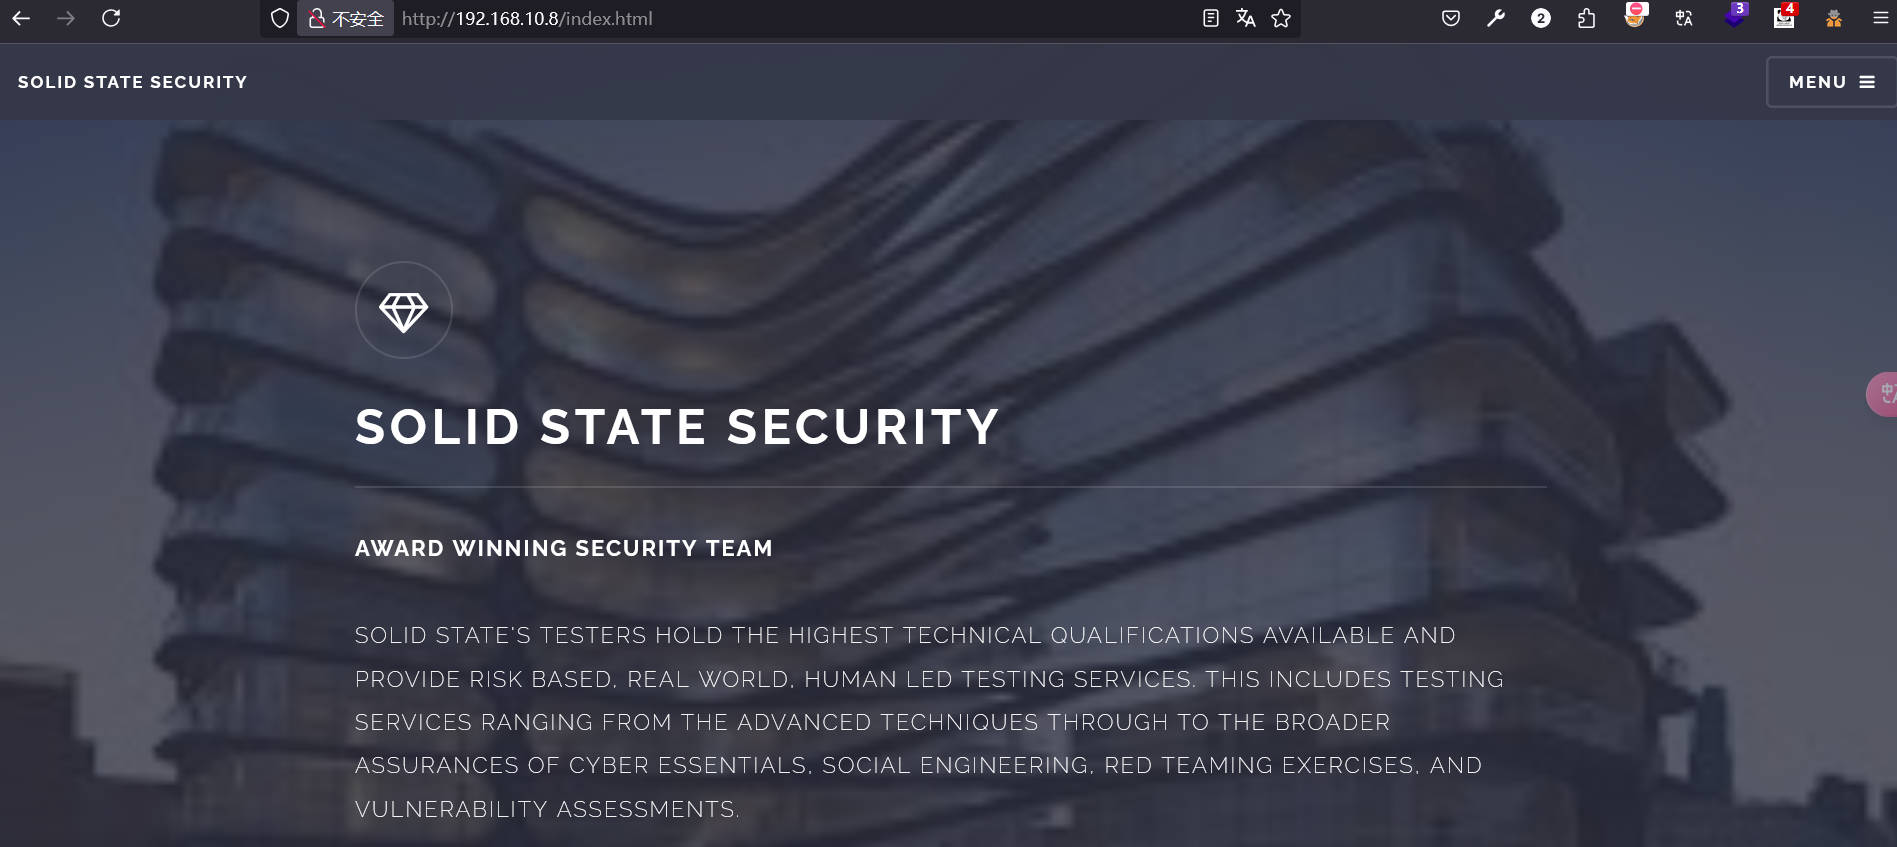 不安全 http://192.168.10.8/index.html 2 3 4
SOLID STATE SECURITY MENU
SOLID STATE SECURITY
AWARD WINNING SECURITY TEAM
SOLID STATE'S TESTERS HOLD THE HIGHEST TECHNICAL QUALIFICATIONS AVAILABLE AND
PROVIDE RISK BASED, REAL WORLD, HUMAN LED TESTING SERVICES. THIS INCLUDES TESTING
SERVICES RANGING FROM THE ADVANCED TECHNIQUES THROUGH TO THE BROADER
ASSURANCES OF CYBER ESSENTIALS, SOCIAL ENGINEERING, RED TEAMING EXERCISES, AND
VULNERABILITY ASSESSMENTS.